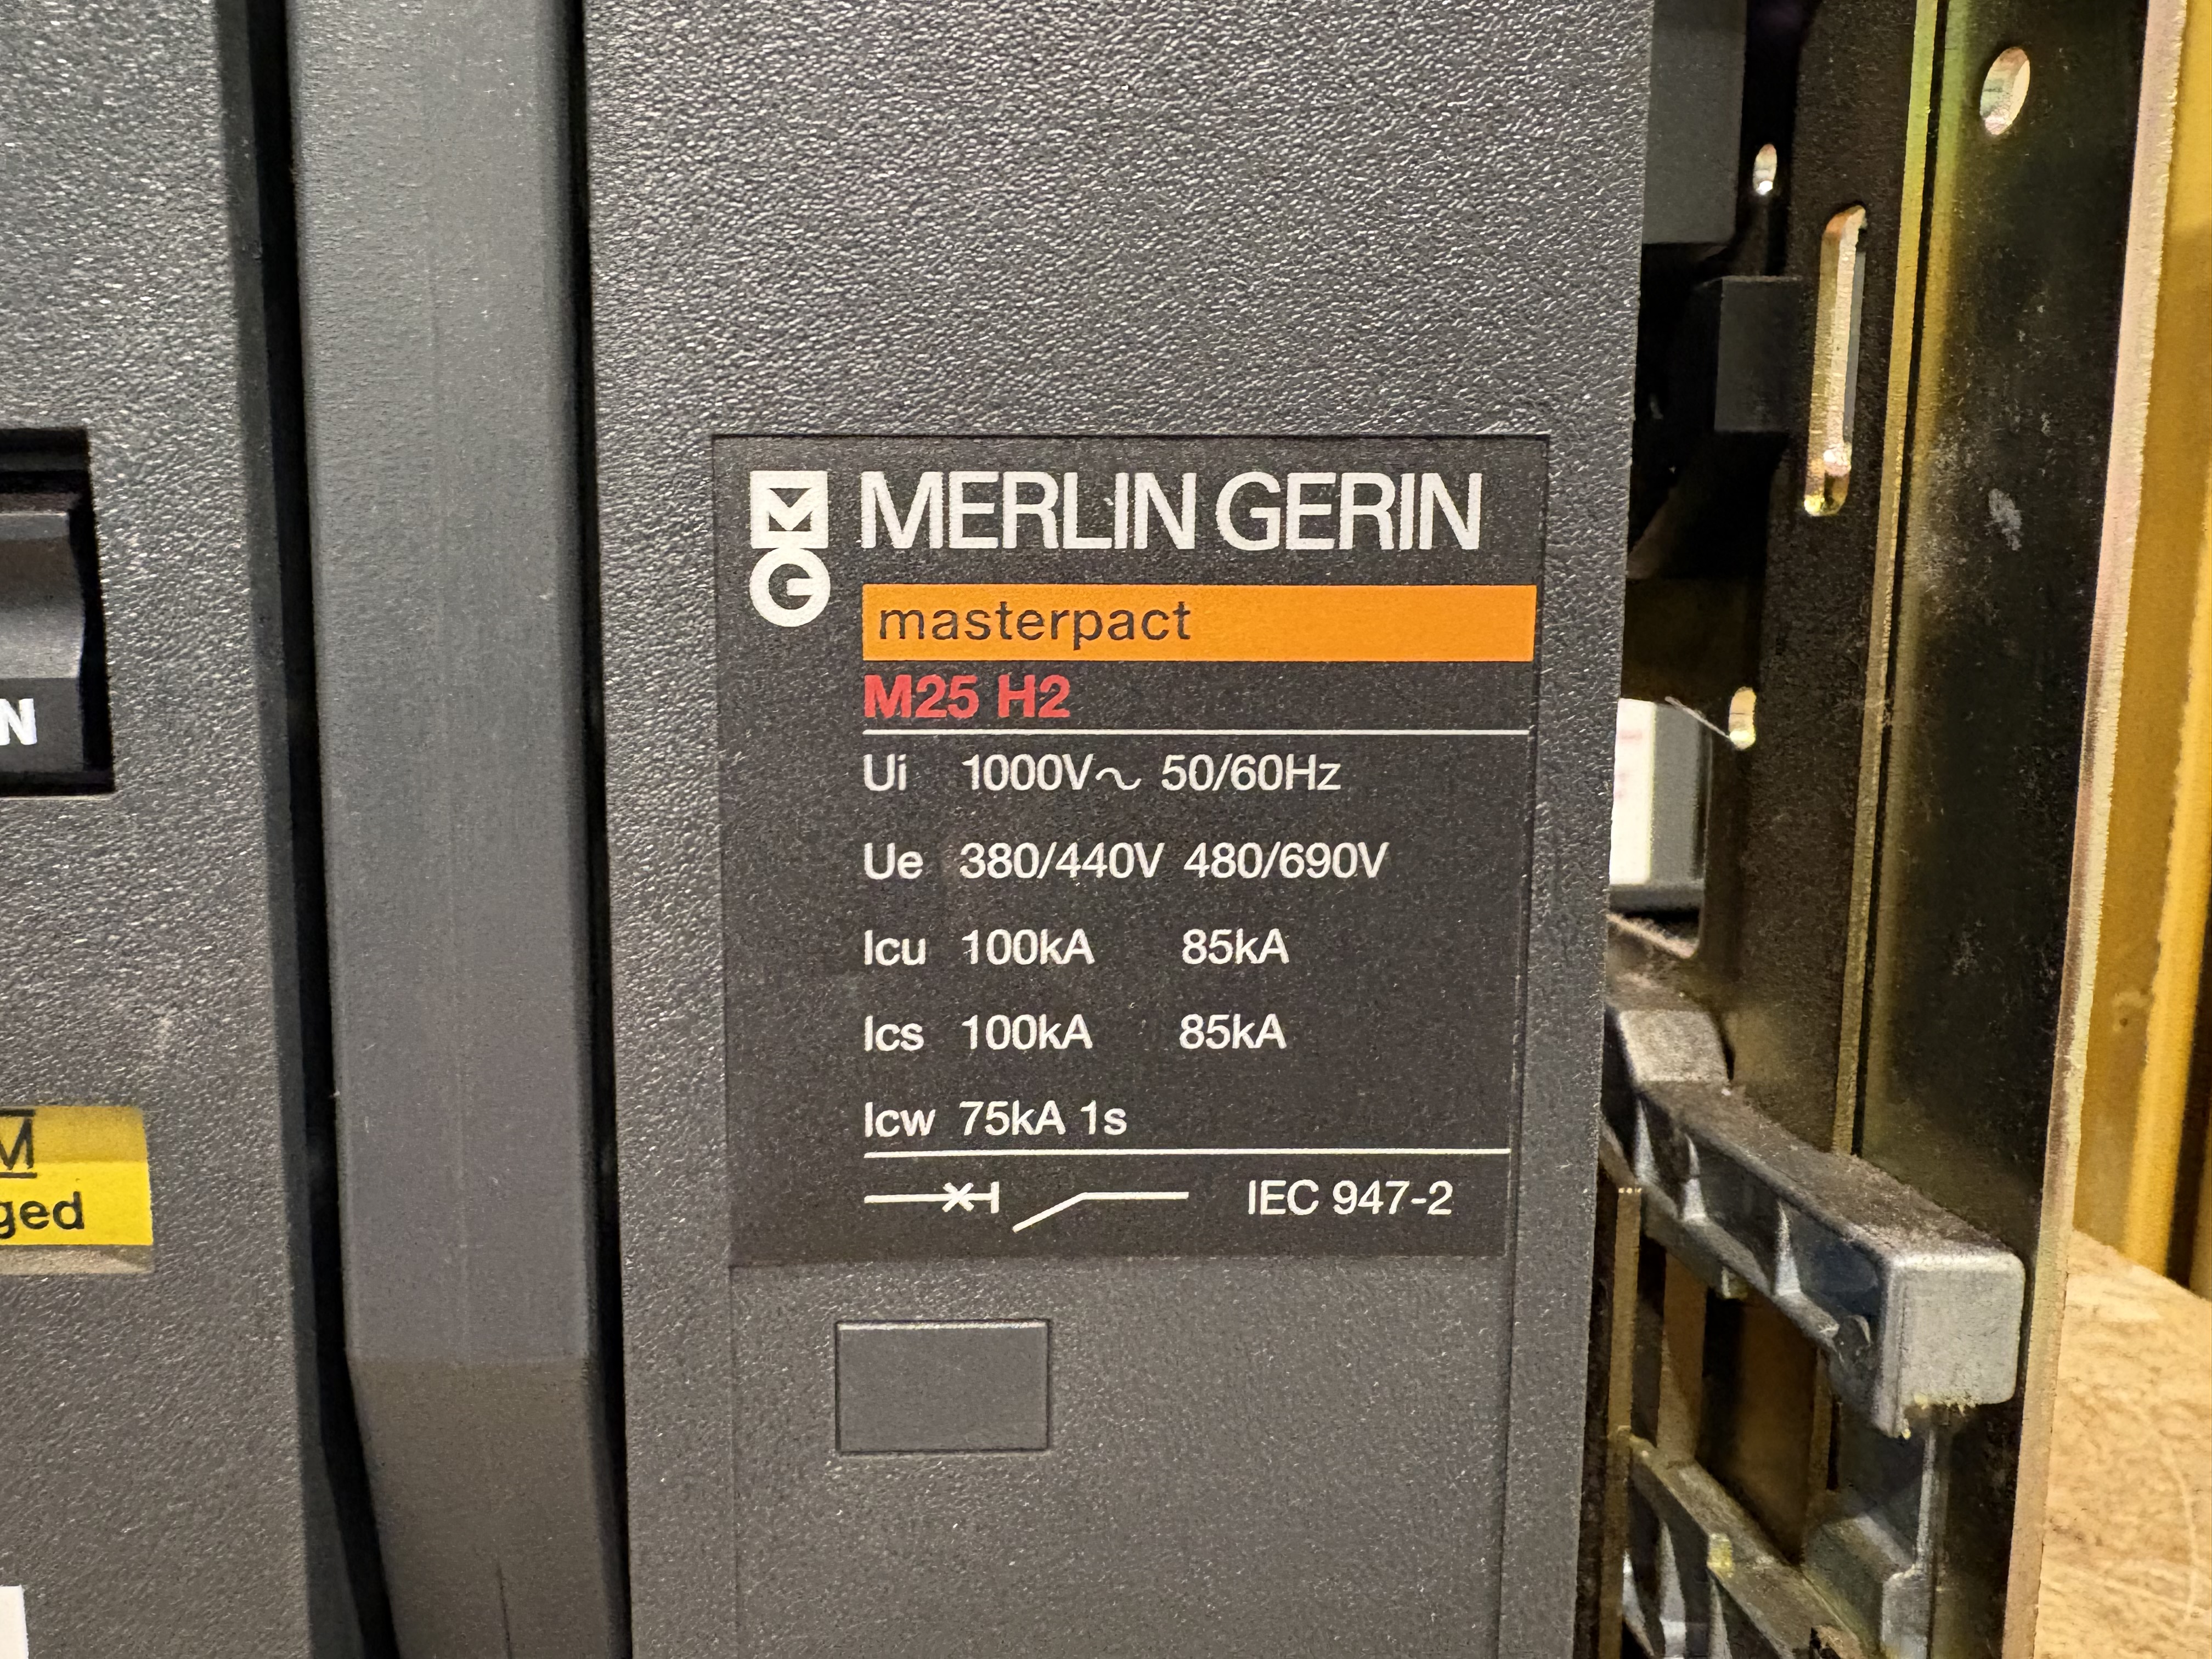 MERLIN GERIN
masterpact
M25 H2
Ui 1000V~ 50/60Hz
Ue 380/440V 480/690V
Icu 100kA 85kA
Ics 100kA 85kA
Icw 75kA 1s
IEC 947-2
N
M
ged